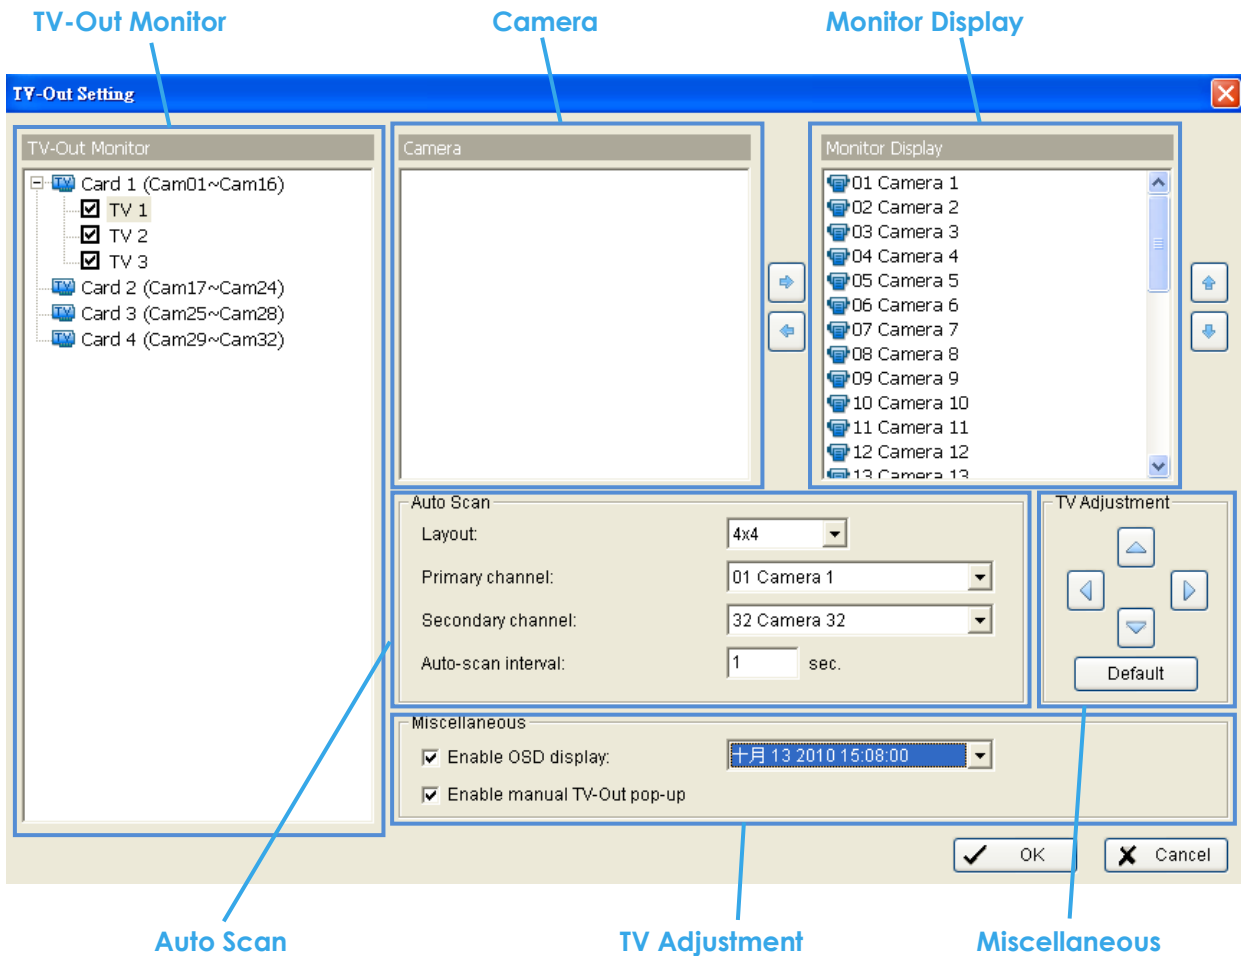 TV-Out Monitor
Camera
Monitor Display
TV-Out Setting
TV-Out Monitor
Card 1 (Cam01~Cam16)
TV 1
TV 2
TV 3
Card 2 (Cam17~Cam24)
Card 3 (Cam25~Cam28)
Card 4 (Cam29~Cam32)
Camera
Monitor Display
01 Camera 1
02 Camera 2
03 Camera 3
04 Camera 4
05 Camera 5
06 Camera 6
07 Camera 7
08 Camera 8
09 Camera 9
10 Camera 10
11 Camera 11
12 Camera 12
13 Camera 13
Auto Scan
Layout: 4x4
Primary channel: 01 Camera 1
Secondary channel: 32 Camera 32
Auto-scan interval: 1 sec.
TV Adjustment
Default
Miscellaneous
Enable OSD display: 十月 13 2010 15:08:00
Enable manual TV-Out pop-up
OK
Cancel
Auto Scan
TV Adjustment
Miscellaneous